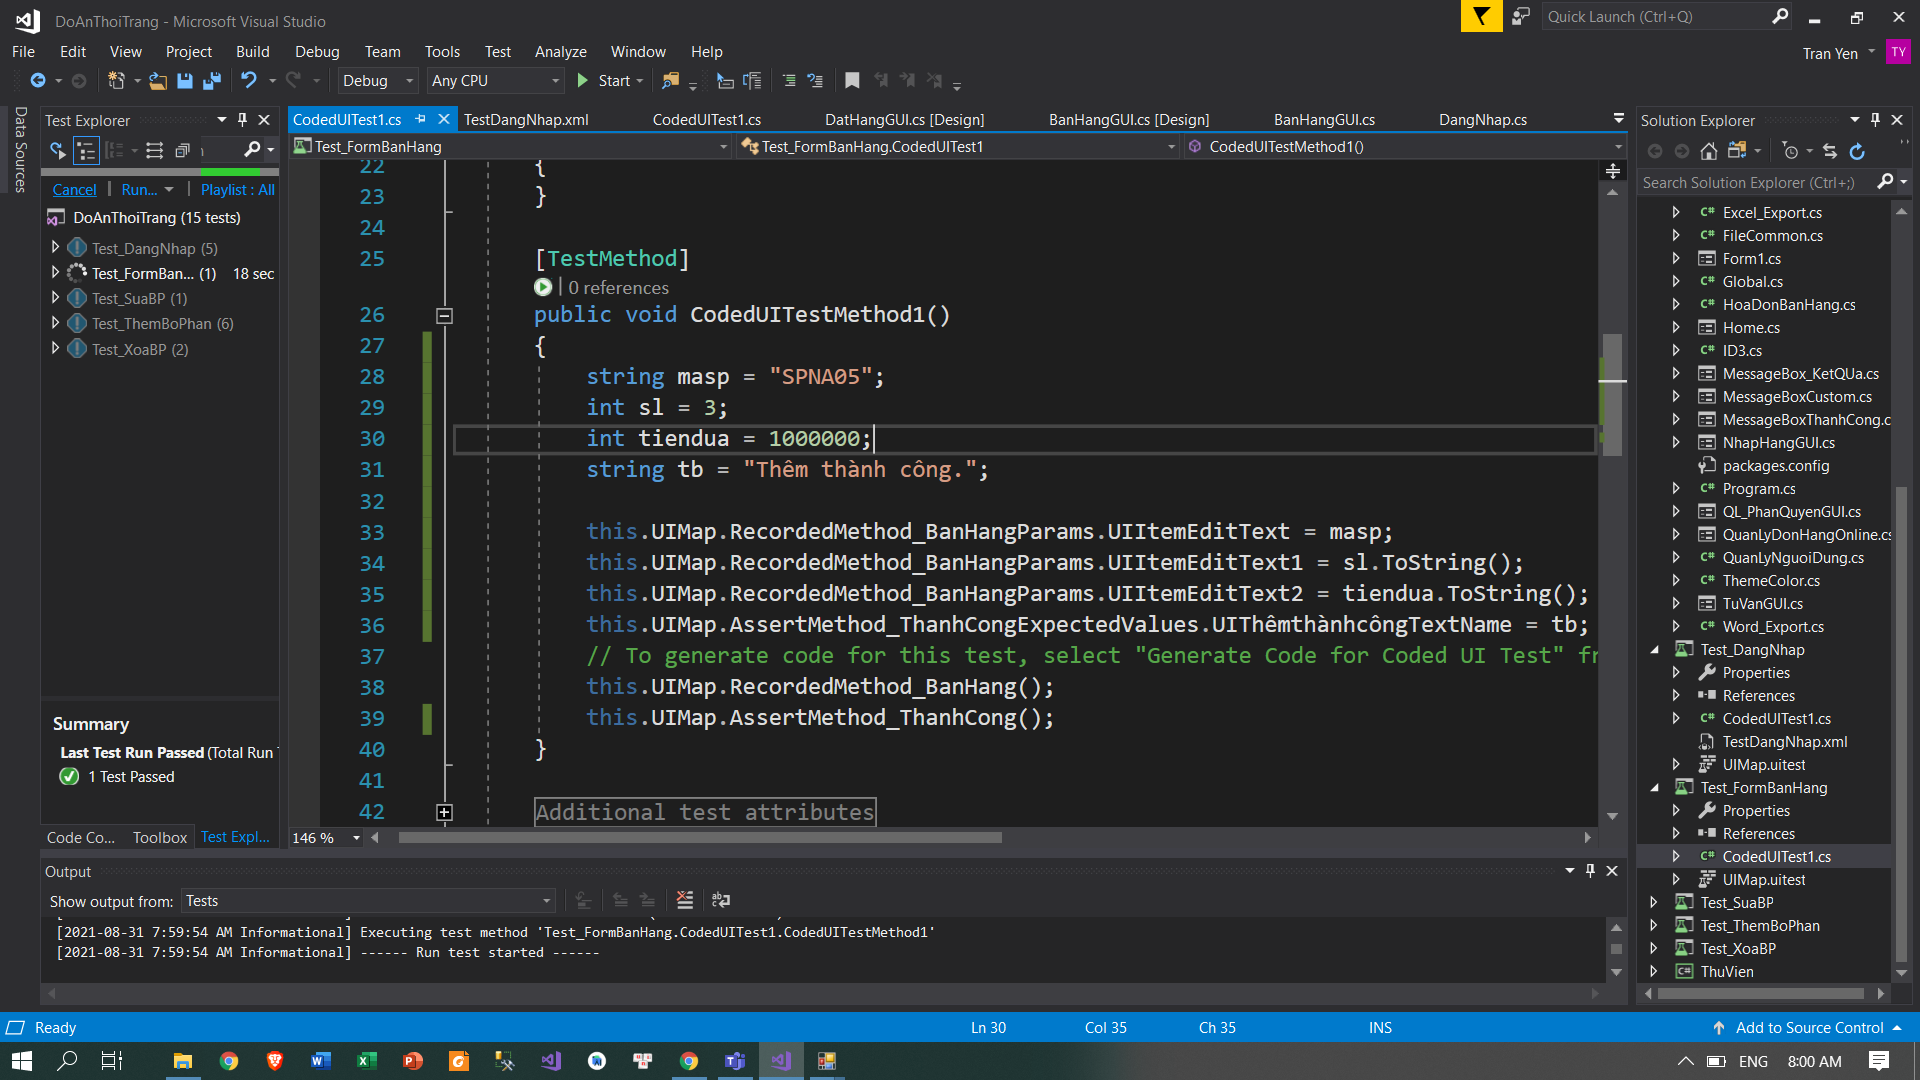 DoAnThoiTrang - Microsoft Visual Studio
Quick Launch (Ctrl+Q)
File Edit View Project Build Debug Team Tools Test Analyze Window Help
Tran Yen TY
Debug Any CPU Start
Data Sources
Test Explorer
Cancel Run... Playlist : All
DoAnThoiTrang (15 tests)
Test_DangNhap (5)
Test_FormBan... (1) 18 sec
Test_SuaBP (1)
Test_ThemBoPhan (6)
Test_XoaBP (2)
Summary
Last Test Run Passed (Total Run
1 Test Passed
Code Co... Toolbox Test Expl...
CodedUITest1.cs TestDangNhap.xml CodedUITest1.cs DatHangGUI.cs [Design] BanHangGUI.cs [Design] BanHangGUI.cs DangNhap.cs
Test_FormBanHang Test_FormBanHang.CodedUITest1 CodedUITestMethod1()
22 {
23 }
24
25 [TestMethod]
0 references
26 public void CodedUITestMethod1()
27 {
28 string masp = "SPNA05";
29 int sl = 3;
30 int tiendua = 1000000;
31 string tb = "Thêm thành công.";
32
33 this.UIMap.RecordedMethod_BanHangParams.UIItemEditText = masp;
34 this.UIMap.RecordedMethod_BanHangParams.UIItemEditText1 = sl.ToString();
35 this.UIMap.RecordedMethod_BanHangParams.UIItemEditText2 = tiendua.ToString();
36 this.UIMap.AssertMethod_ThanhCongExpectedValues.UIThêmthànhcôngTextName = tb;
37 // To generate code for this test, select "Generate Code for Coded UI Test" fr
38 this.UIMap.RecordedMethod_BanHang();
39 this.UIMap.AssertMethod_ThanhCong();
40 }
41
42 Additional test attributes
146 %
Output
Show output from: Tests
[2021-08-31 7:59:54 AM Informational] Executing test method 'Test_FormBanHang.CodedUITest1.CodedUITestMethod1'
[2021-08-31 7:59:54 AM Informational] ------ Run test started ------
Solution Explorer
Search Solution Explorer (Ctrl+;)
Excel_Export.cs
FileCommon.cs
Form1.cs
Global.cs
HoaDonBanHang.cs
Home.cs
ID3.cs
MessageBox_KetQUa.cs
MessageBoxCustom.cs
MessageBoxThanhCong.c
NhapHangGUI.cs
packages.config
Program.cs
QL_PhanQuyenGUI.cs
QuanLyDonHangOnline.cs
QuanLyNguoiDung.cs
ThemeColor.cs
TuVanGUI.cs
Word_Export.cs
Test_DangNhap
Properties
References
CodedUITest1.cs
TestDangNhap.xml
UIMap.uitest
Test_FormBanHang
Properties
References
CodedUITest1.cs
UIMap.uitest
Test_SuaBP
Test_ThemBoPhan
Test_XoaBP
ThuVien
Ready Ln 30 Col 35 Ch 35 INS Add to Source Control
ENG 8:00 AM